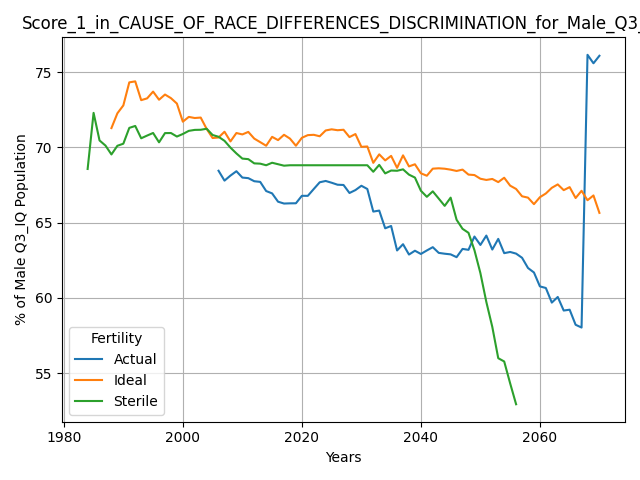 Score_1_in_CAUSE_OF_RACE_DIFFERENCES_DISCRIMINATION_for_Male_Q3_
% of Male Q3_IQ Population
75
70
65
60
55
Fertility
Actual
Ideal
Sterile
1980 2000 2020 2040 2060
Years